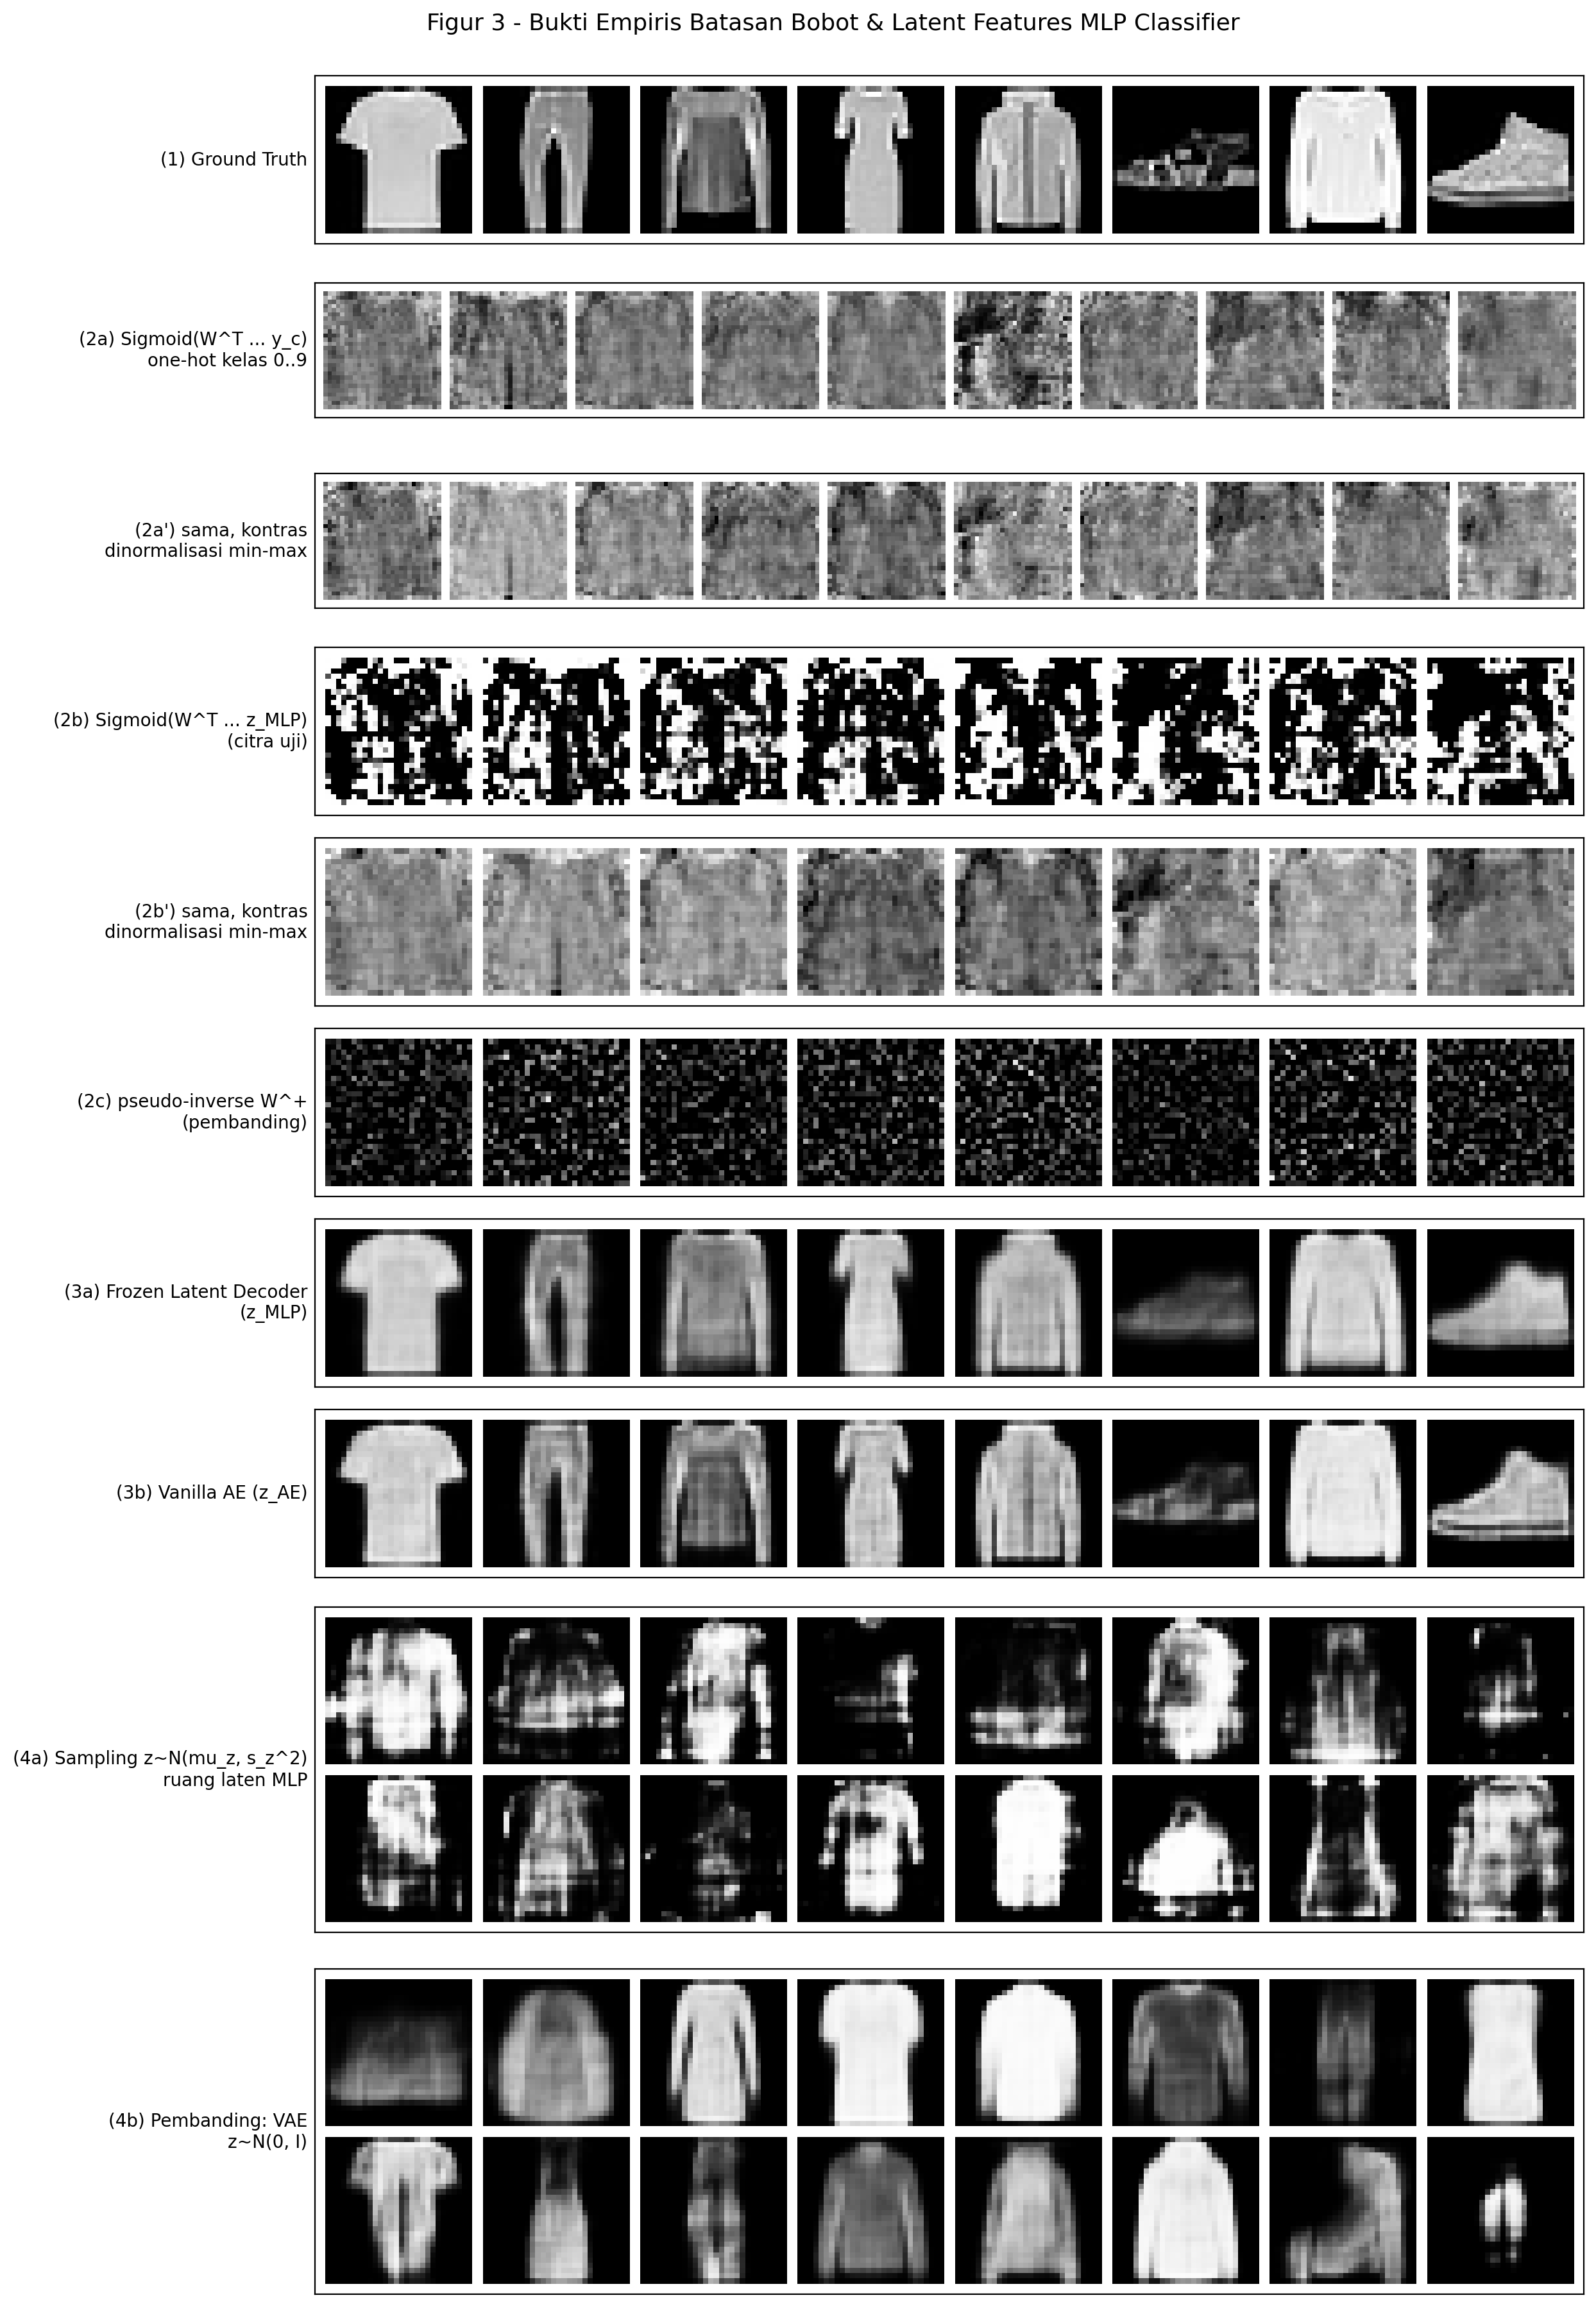 Figur 3 - Bukti Empiris Batasan Bobot & Latent Features MLP Classifier
(1) Ground Truth
(2a) Sigmoid(W^T ... y_c)
one-hot kelas 0..9
(2a') sama, kontras
dinormalisasi min-max
(2b) Sigmoid(W^T ... z_MLP)
(citra uji)
(2b') sama, kontras
dinormalisasi min-max
(2c) pseudo-inverse W^+
(pembanding)
(3a) Frozen Latent Decoder
(z_MLP)
(3b) Vanilla AE (z_AE)
(4a) Sampling z~N(mu_z, s_z^2)
ruang laten MLP
(4b) Pembanding: VAE
z~N(0, I)